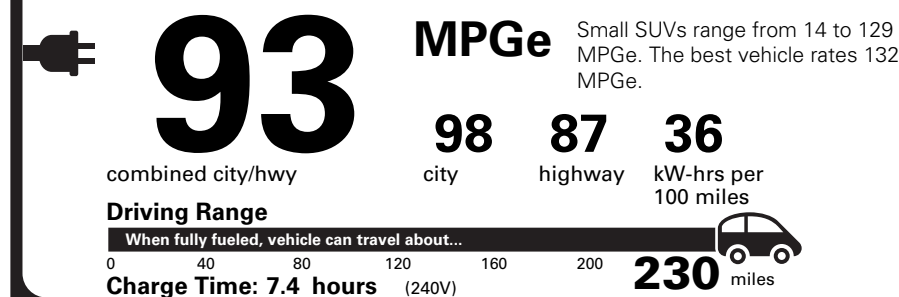 93
MPGe
Small SUVs range from 14 to 129
MPGe. The best vehicle rates 132
MPGe.
combined city/hwy
98
city
87
highway
36
kW-hrs per
100 miles
Driving Range
When fully fueled, vehicle can travel about...
0 40 80 120 160 200 230 miles
Charge Time: 7.4 hours (240V)